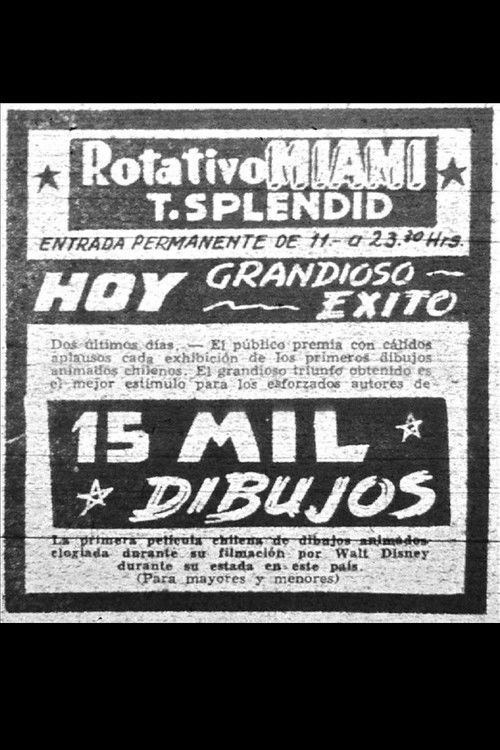 Rotativo MIAMI
T. SPLENDID
ENTRADA PERMANENTE DE 11.- a 23.30 Hrs.
HOY GRANDIOSO
EXITO
Dos últimos días. — El público premia con cálidos
aplausos cada exhibición de los primeros dibujos
animados chilenos. El grandioso triunfo obtenido es
el mejor estímulo para los esforzados autores de
15 MIL
DIBUJOS
La primera película chilena de dibujos animados
elogiada durante su filmación por Walt Disney
durante su estada en este país.
(Para mayores y menores)